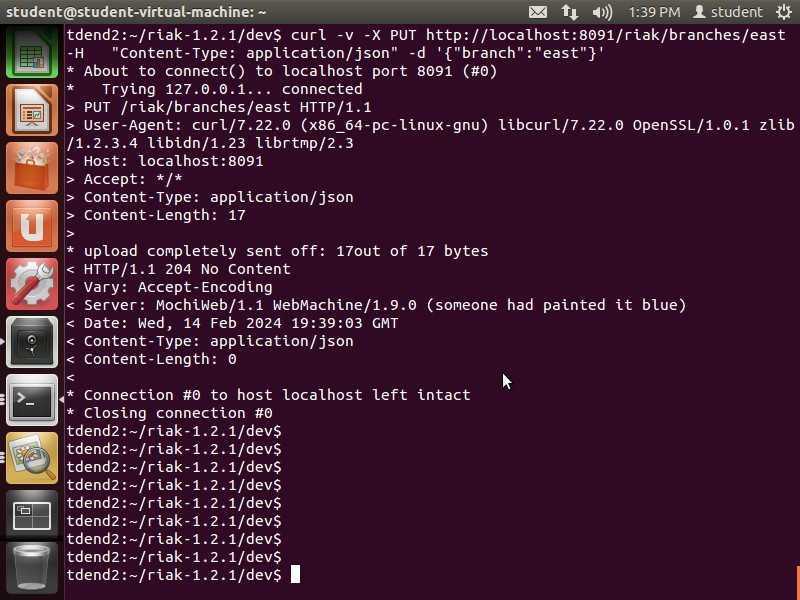 student@student-virtual-machine: ~
1:39 PM
student
tdend2:~/riak-1.2.1/dev$ curl -v -X PUT http://localhost:8091/riak/branches/east
-H   "Content-Type: application/json" -d '{"branch":"east"}'
* About to connect() to localhost port 8091 (#0)
*   Trying 127.0.0.1... connected
> PUT /riak/branches/east HTTP/1.1
> User-Agent: curl/7.22.0 (x86_64-pc-linux-gnu) libcurl/7.22.0 OpenSSL/1.0.1 zlib
/1.2.3.4 libidn/1.23 librtmp/2.3
> Host: localhost:8091
> Accept: */*
> Content-Type: application/json
> Content-Length: 17
>
* upload completely sent off: 17out of 17 bytes
< HTTP/1.1 204 No Content
< Vary: Accept-Encoding
< Server: MochiWeb/1.1 WebMachine/1.9.0 (someone had painted it blue)
< Date: Wed, 14 Feb 2024 19:39:03 GMT
< Content-Type: application/json
< Content-Length: 0
<
* Connection #0 to host localhost left intact
* Closing connection #0
tdend2:~/riak-1.2.1/dev$
tdend2:~/riak-1.2.1/dev$
tdend2:~/riak-1.2.1/dev$
tdend2:~/riak-1.2.1/dev$
tdend2:~/riak-1.2.1/dev$
tdend2:~/riak-1.2.1/dev$
tdend2:~/riak-1.2.1/dev$
tdend2:~/riak-1.2.1/dev$
tdend2:~/riak-1.2.1/dev$